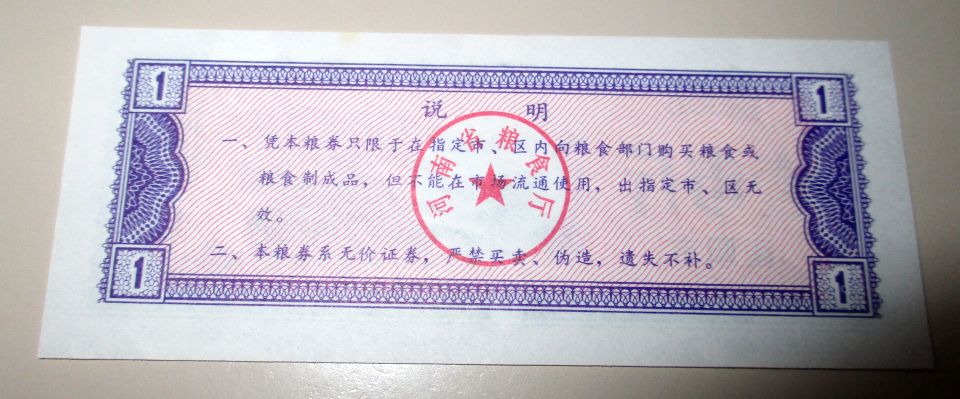 1 1
说 明
一、凭本粮券只限于在指定市、区内向粮食部门购买粮食或
粮食制成品，但不能在市场流通使用，出指定市、区无
效。
二、本粮券系无价证券，严禁买卖、伪造，遗失不补。
河南省粮食厅
1 1